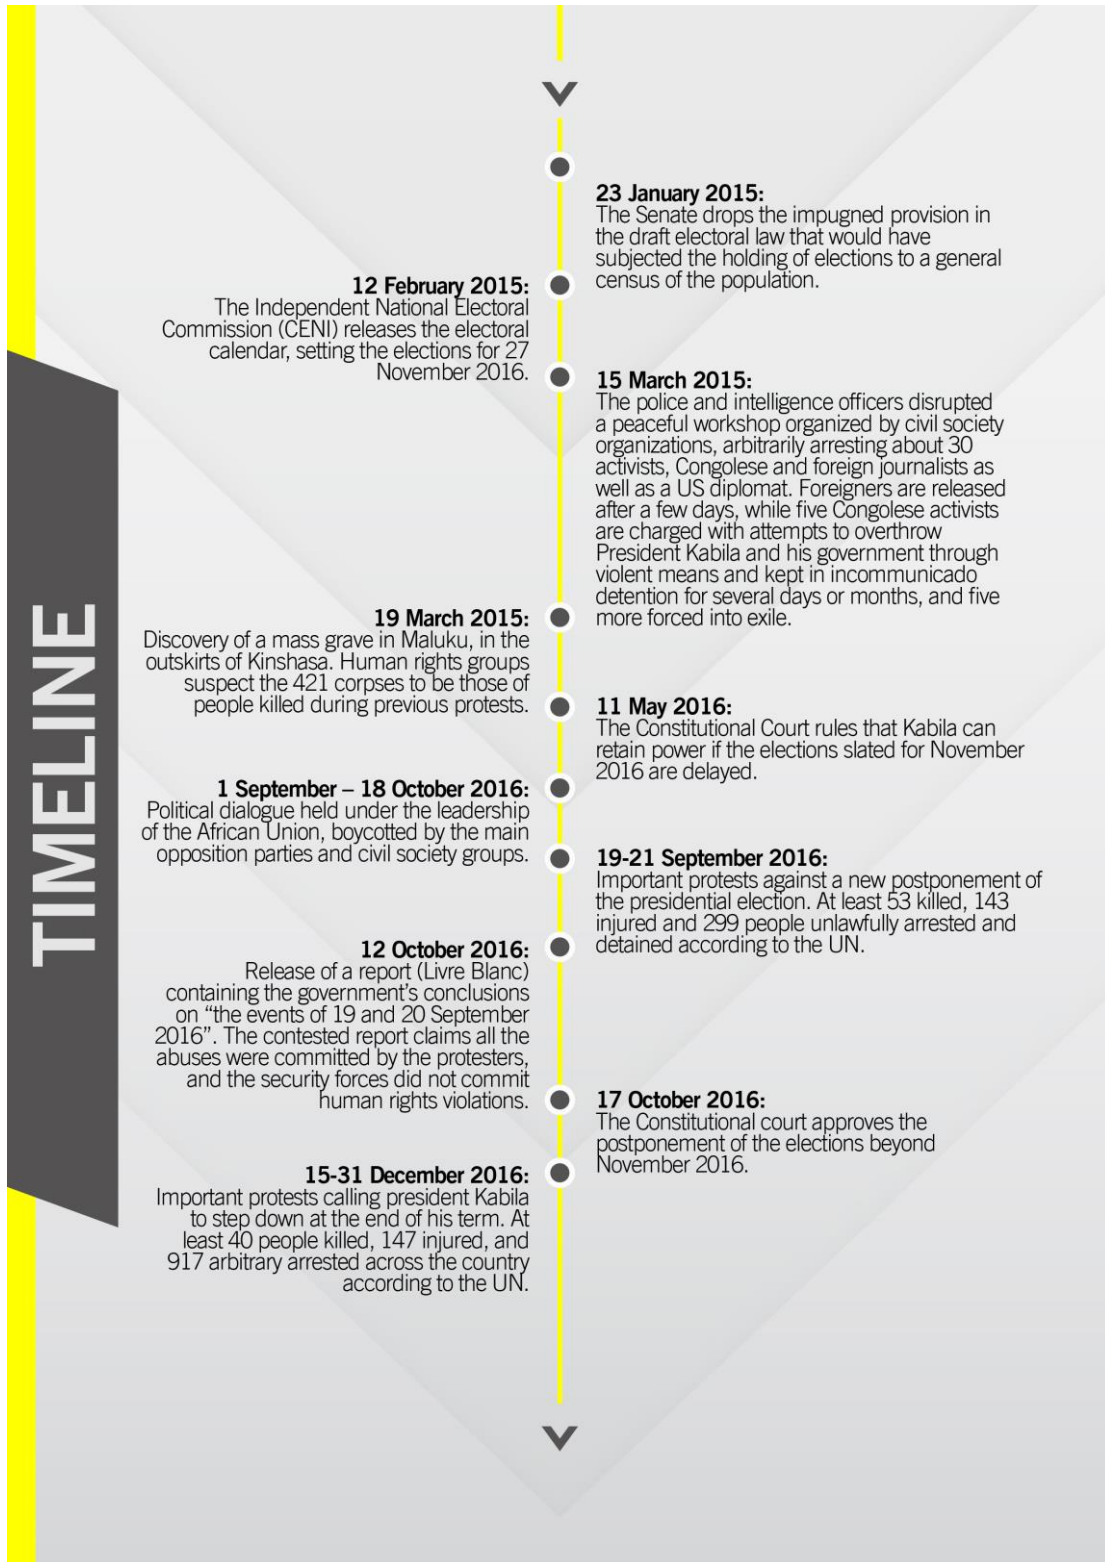 TIMELINE
23 January 2015:
The Senate drops the impugned provision in
the draft electoral law that would have
subjected the holding of elections to a general
census of the population.
12 February 2015:
The Independent National Electoral
Commission (CENI) releases the electoral
calendar, setting the elections for 27
November 2016.
15 March 2015:
The police and intelligence officers disrupted
a peaceful workshop organized by civil society
organizations, arbitrarily arresting about 30
activists, Congolese and foreign journalists as
well as a US diplomat. Foreigners are released
after a few days, while five Congolese activists
are charged with attempts to overthrow
President Kabila and his government through
violent means and kept in incommunicado
detention for several days or months, and five
more forced into exile.
19 March 2015:
Discovery of a mass grave in Maluku, in the
outskirts of Kinshasa. Human rights groups
suspect the 421 corpses to be those of
people killed during previous protests.
11 May 2016:
The Constitutional Court rules that Kabila can
retain power if the elections slated for November
2016 are delayed.
1 September – 18 October 2016:
Political dialogue held under the leadership
of the African Union, boycotted by the main
opposition parties and civil society groups.
19-21 September 2016:
Important protests against a new postponement of
the presidential election. At least 53 killed, 143
injured and 299 people unlawfully arrested and
detained according to the UN.
12 October 2016:
Release of a report (Livre Blanc)
containing the government's conclusions
on “the events of 19 and 20 September
2016”. The contested report claims all the
abuses were committed by the protesters,
and the security forces did not commit
human rights violations.
17 October 2016:
The Constitutional court approves the
postponement of the elections beyond
November 2016.
15-31 December 2016:
Important protests calling president Kabila
to step down at the end of his term. At
least 40 people killed, 147 injured, and
917 arbitrary arrested across the country
according to the UN.